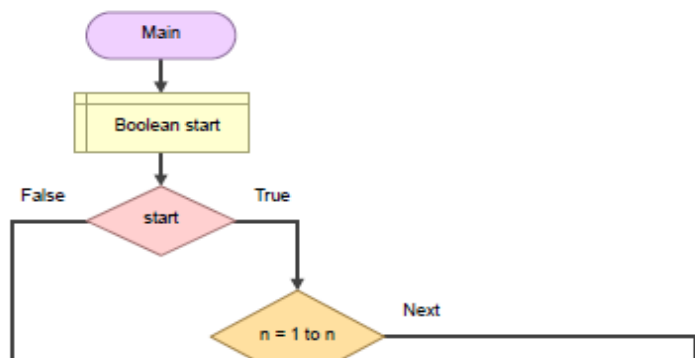 Main
Boolean start
False
True
start
Next
n = 1 to n